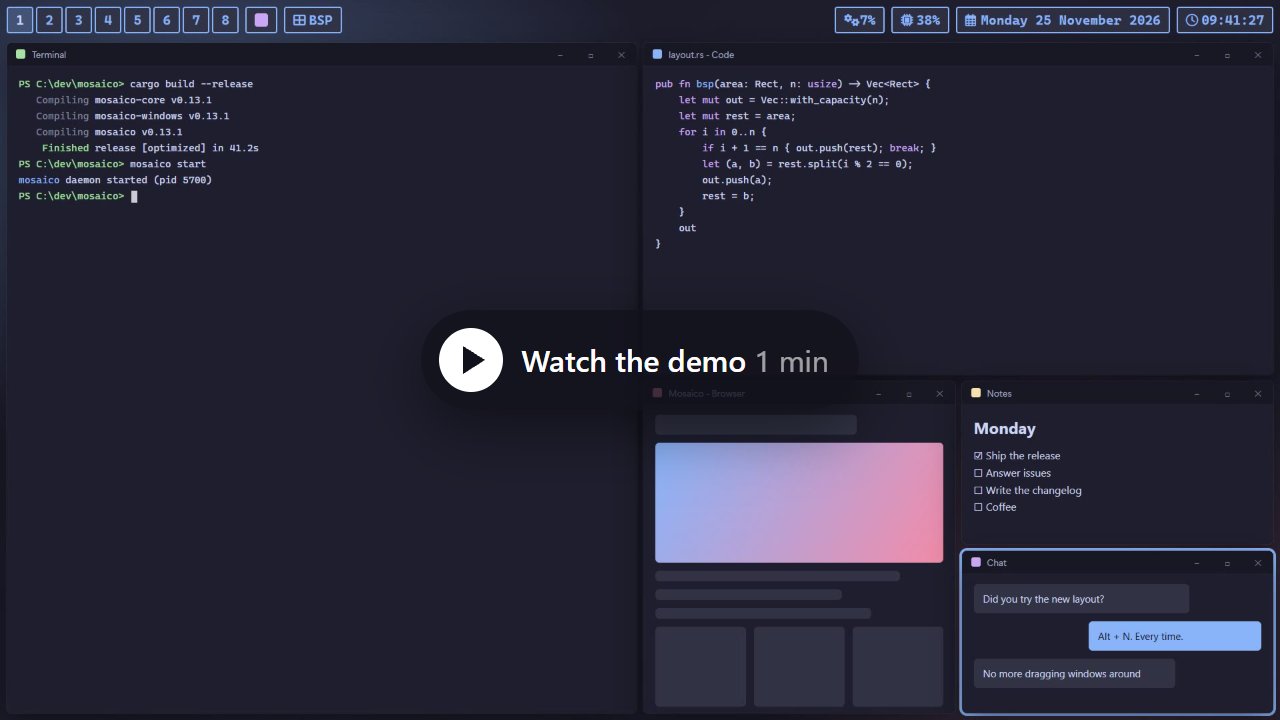 1 2 3 4 5 6 7 8 BSP 7% 38% Monday 25 November 2026 09:41:27
Terminal
PS C:\dev\mosaico> cargo build --release
Compiling mosaico-core v0.13.1
Compiling mosaico-windows v0.13.1
Compiling mosaico v0.13.1
Finished release [optimized] in 41.2s
PS C:\dev\mosaico> mosaico start
mosaico daemon started (pid 5700)
PS C:\dev\mosaico>
layout.rs - Code
pub fn bsp(area: Rect, n: usize) -> Vec<Rect> {
let mut out = Vec::with_capacity(n);
let mut rest = area;
for i in 0..n {
if i + 1 == n { out.push(rest); break; }
let (a, b) = rest.split(i % 2 == 0);
out.push(a);
rest = b;
}
out
}
Watch the demo 1 min
Mosaico - Browser
Notes
Monday
☑ Ship the release
☐ Answer issues
☐ Write the changelog
☐ Coffee
Chat
Did you try the new layout?
Alt + N. Every time.
No more dragging windows around